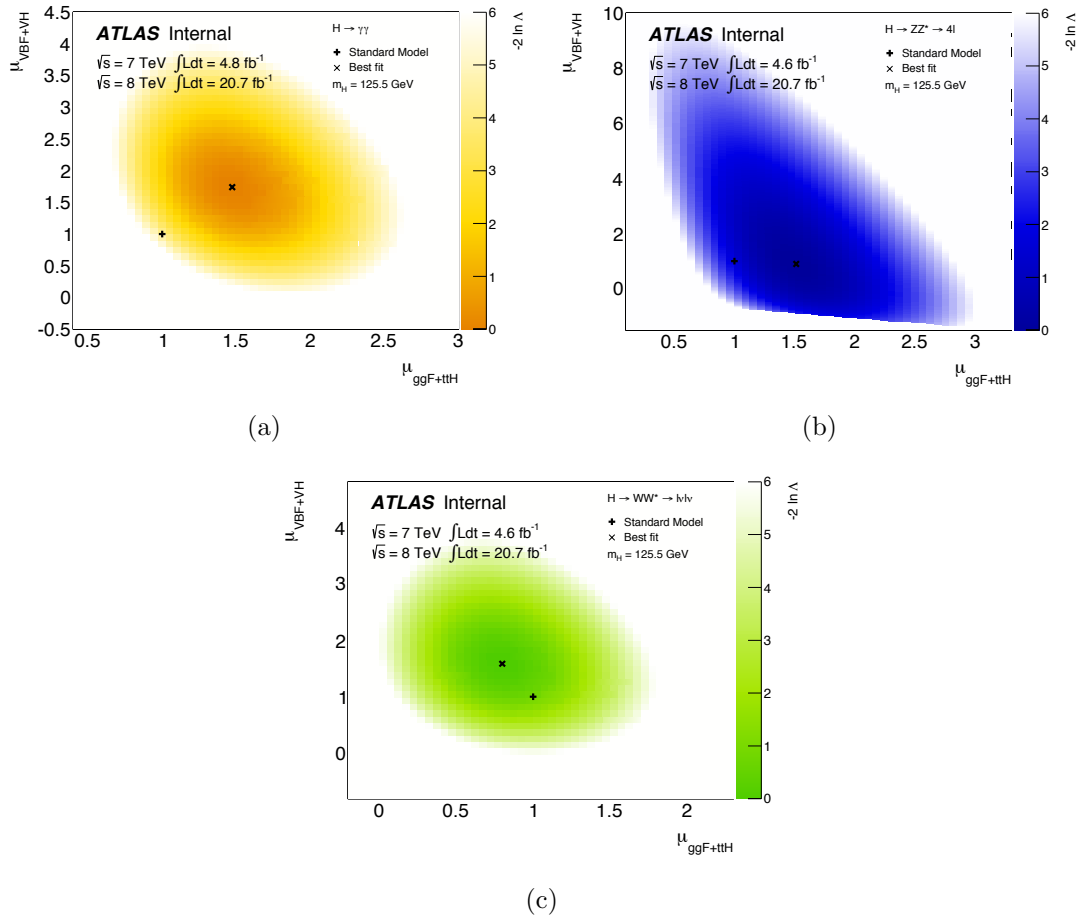 ATLAS Internal
H → γγ
√s = 7 TeV ∫Ldt = 4.8 fb⁻¹
√s = 8 TeV ∫Ldt = 20.7 fb⁻¹
Standard Model
Best fit
m_H = 125.5 GeV
μ_VBF+VH
4.5
4
3.5
3
2.5
2
1.5
1
0.5
0
-0.5
0.5 1 1.5 2 2.5 3
μ_ggF+ttH
-2 ln Λ
6
5
4
3
2
1
0
(a)
ATLAS Internal
H → ZZ* → 4l
√s = 7 TeV ∫Ldt = 4.6 fb⁻¹
√s = 8 TeV ∫Ldt = 20.7 fb⁻¹
Standard Model
Best fit
m_H = 125.5 GeV
μ_VBF+VH
10
8
6
4
2
0
0.5 1 1.5 2 2.5 3
μ_ggF+ttH
-2 ln Λ
6
5
4
3
2
1
0
(b)
ATLAS Internal
H → WW* → lνlν
√s = 7 TeV ∫Ldt = 4.6 fb⁻¹
√s = 8 TeV ∫Ldt = 20.7 fb⁻¹
Standard Model
Best fit
m_H = 125.5 GeV
μ_VBF+VH
4
3
2
1
0
0 0.5 1 1.5 2
μ_ggF+ttH
-2 ln Λ
6
5
4
3
2
1
0
(c)